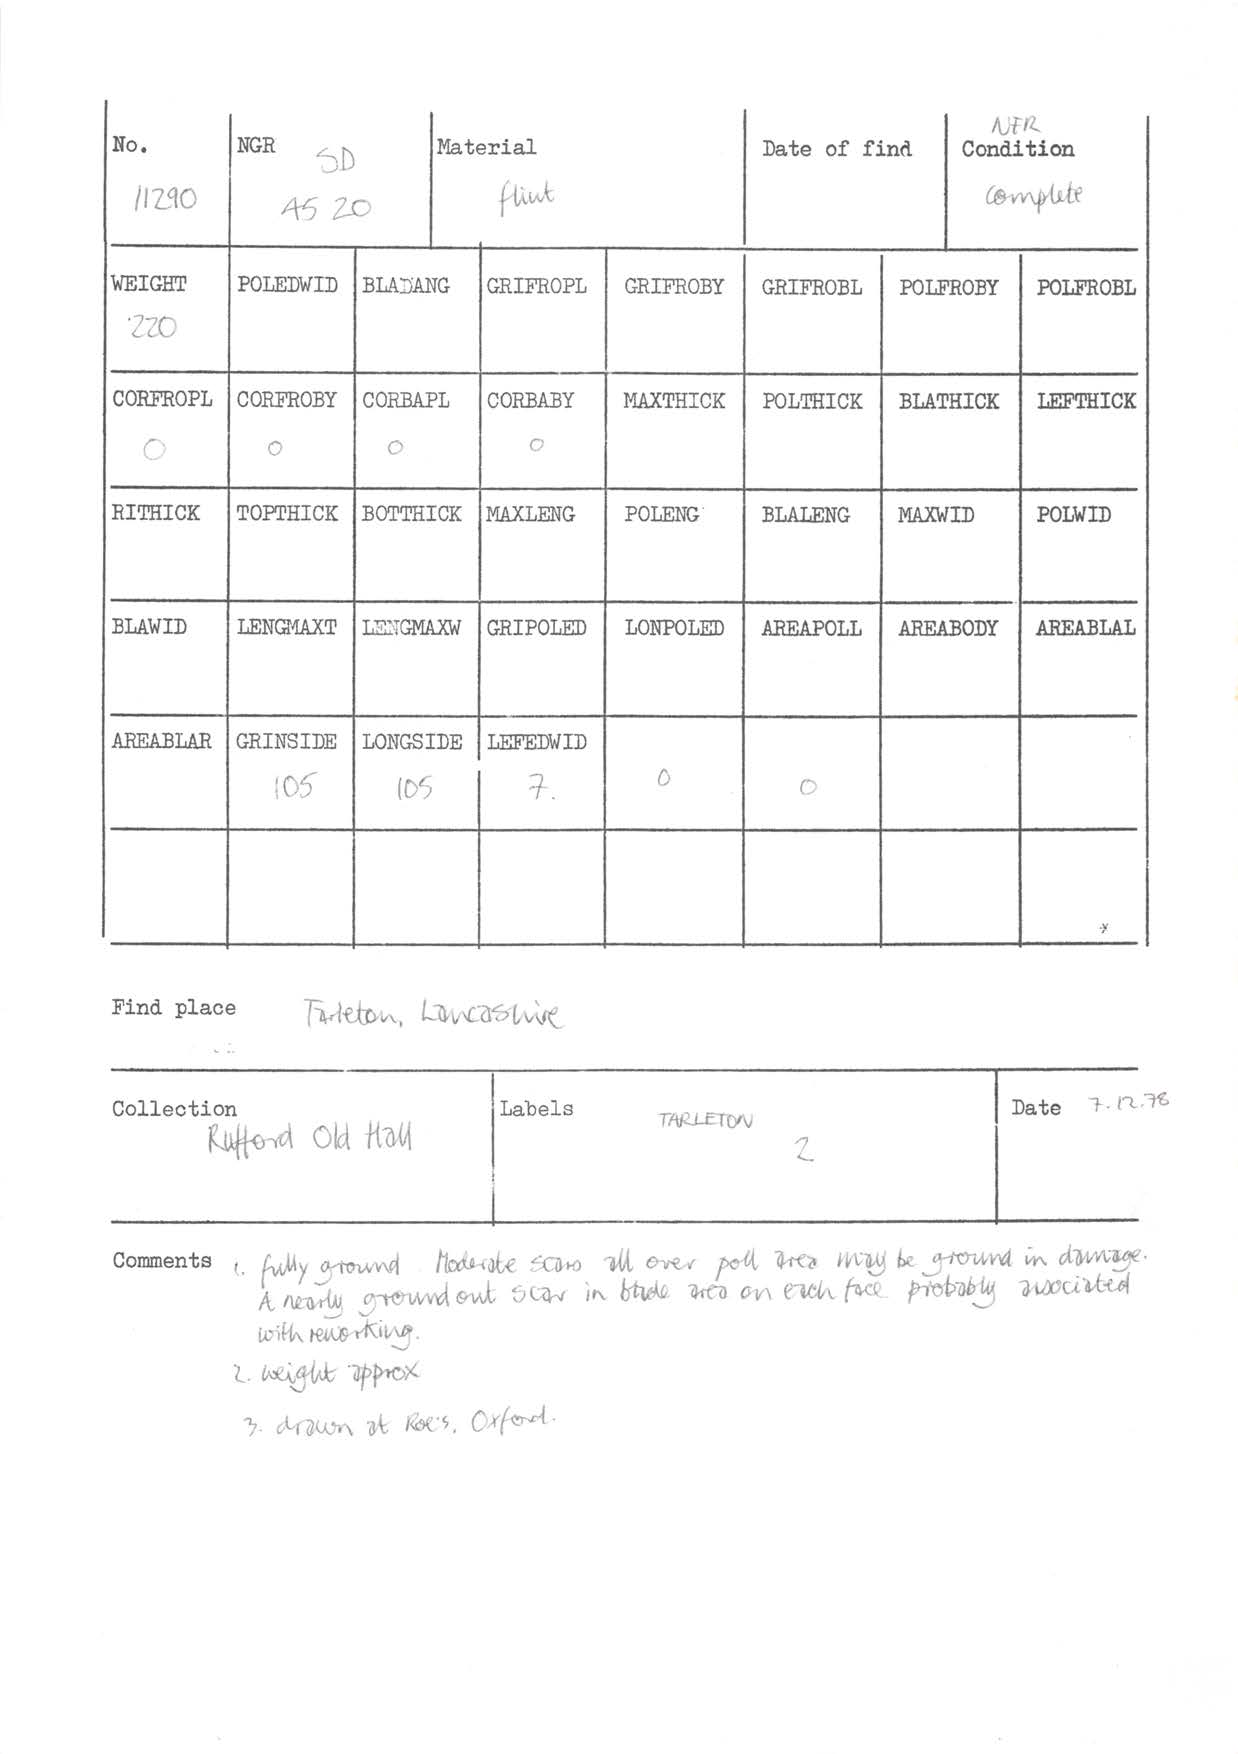 No. NGR Material Date of find NFR Condition
11290 SD 45 20 flint complete
WEIGHT POLEDWID BLADANG GRIFROPL GRIFROBY GRIFROBL POLFROBY POLFROBL
220
CORFROPL CORFROBY CORBAPL CORBABY MAXTHICK POLTHICK BLATHICK LEFTHICK
0 0 0 0
RITHICK TOPTHICK BOTTHICK MAXLENG POLENG BLALENG MAXWID POLWID
BLAWID LENGMAXT LENGMAXW GRIPOLED LONPOLED AREAPOLL AREABODY AREABLAL
AREABLAR GRINSIDE LONGSIDE LEFEDWID
105 105 7. 0 0
Find place Tarleton, Lancashire
Collection Labels TARLETON Date 7.12.78
Rufford Old Hall 2
Comments 1. fully ground. Moderate scars all over poll area may be ground in damage.
A nearly ground out scar in blade area on each face probably associated
with reworking.
2. weight approx
3. drawn at Roe's, Oxford.